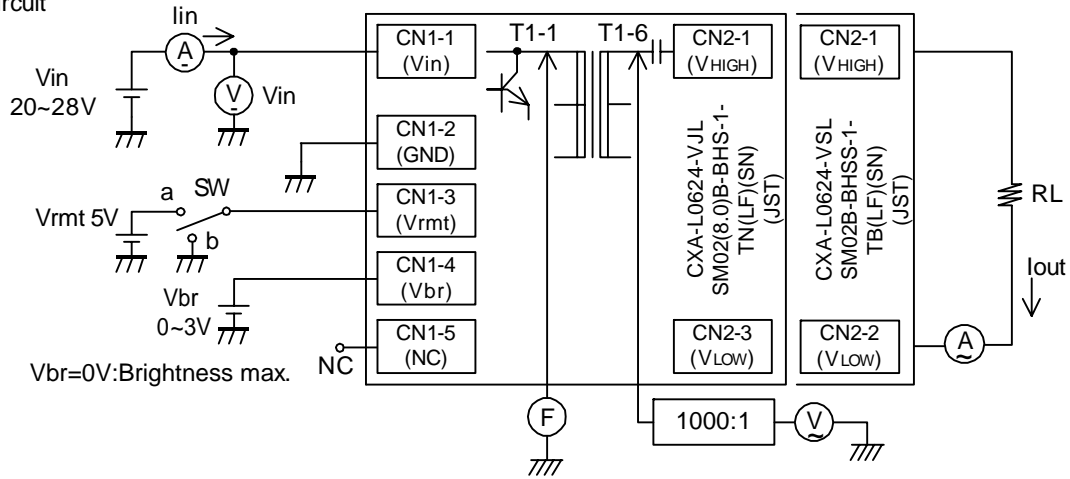 rcuit
Iin
A
-
Vin
20~28V
V
-
Vin
CN1-1
(Vin)
T1-1
T1-6
CN2-1
(VHIGH)
CN2-1
(VHIGH)
CN1-2
(GND)
a
SW
Vrmt 5V
b
CN1-3
(Vrmt)
CXA-L0624-VJL
SM02(8.0)B-BHS-1-
TN(LF)(SN)
(JST)
CXA-L0624-VSL
SM02B-BHSS-1-
TB(LF)(SN)
(JST)
RL
Iout
Vbr
0~3V
CN1-4
(Vbr)
CN1-5
(NC)
NC
CN2-3
(VLOW)
CN2-2
(VLOW)
A
~
Vbr=0V:Brightness max.
F
1000:1
V
~